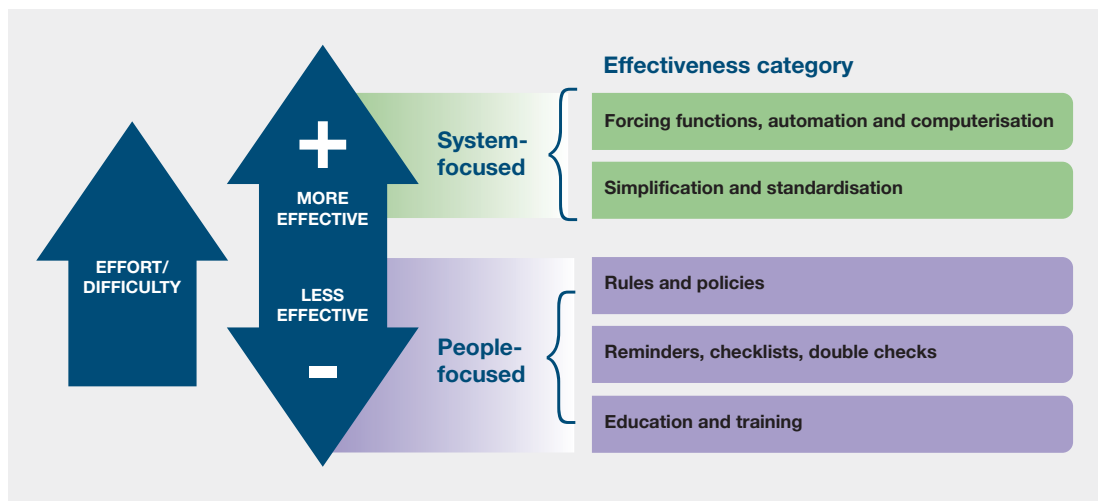 Effectiveness category
EFFORT/
DIFFICULTY
+
MORE
EFFECTIVE
LESS
EFFECTIVE
-
System-
focused
Forcing functions, automation and computerisation
Simplification and standardisation
People-
focused
Rules and policies
Reminders, checklists, double checks
Education and training